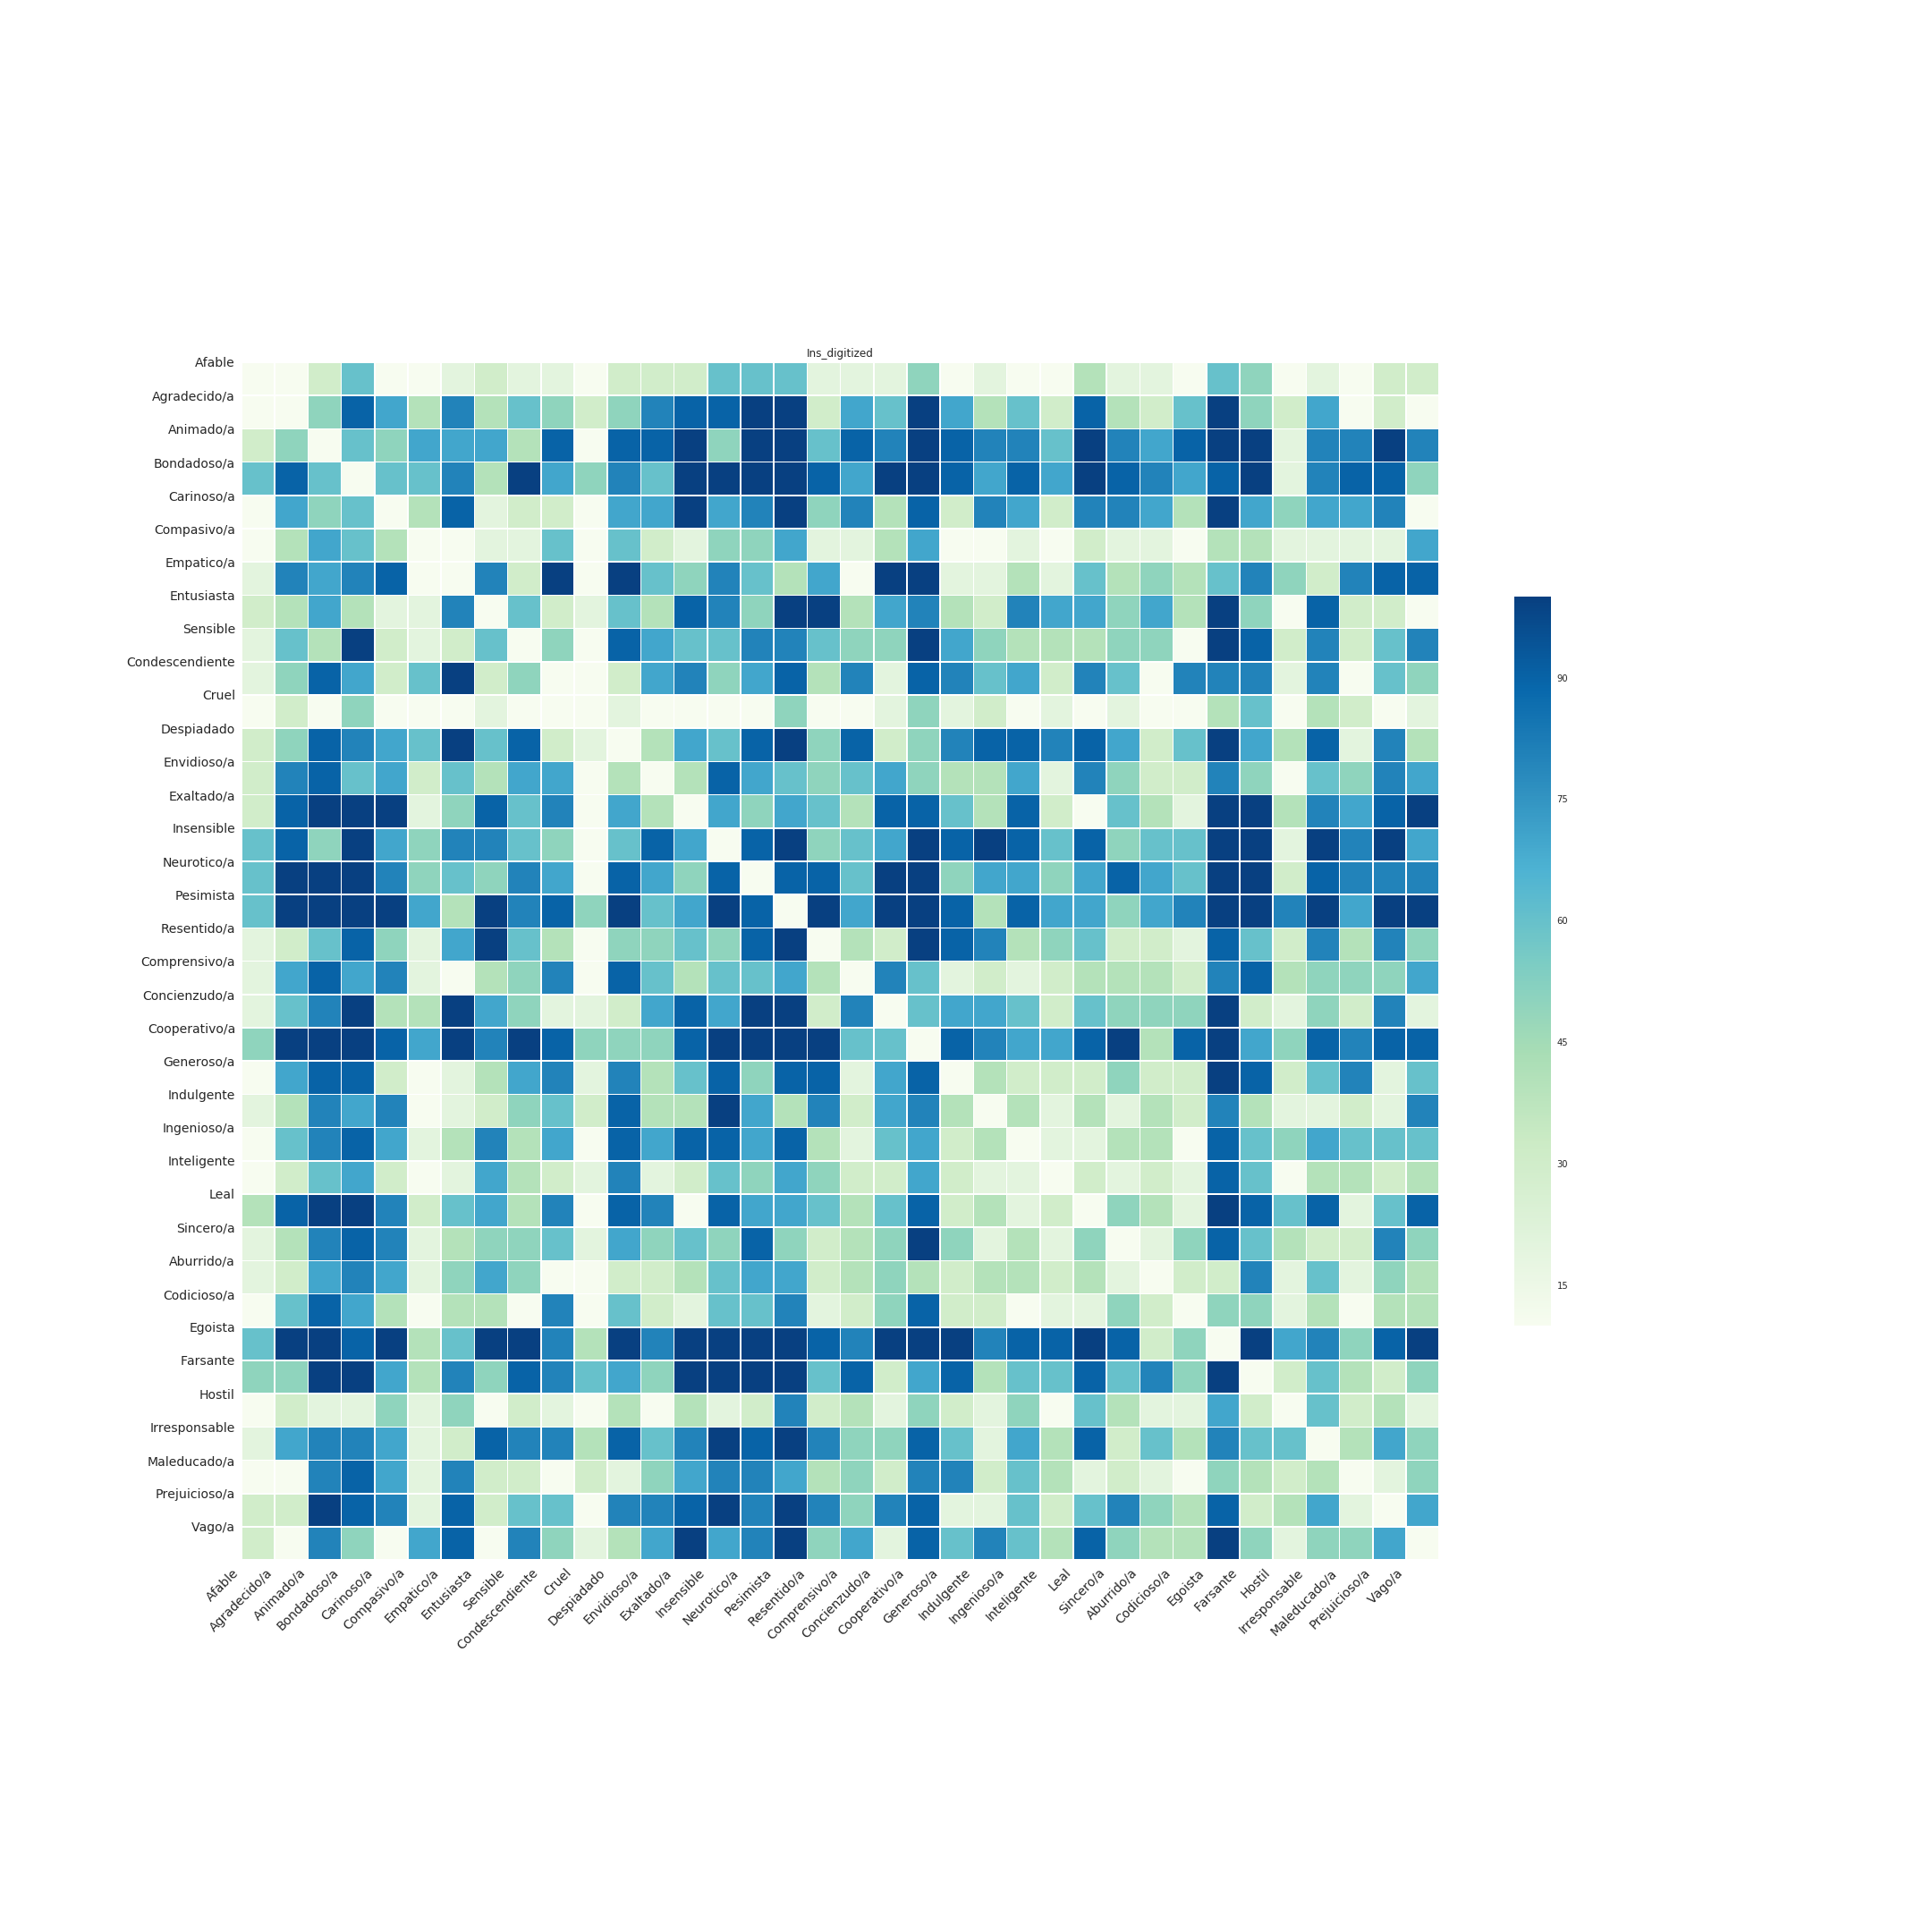 Ins_digitized
Afable
Agradecido/a
Animado/a
Bondadoso/a
Carinoso/a
Compasivo/a
Empatico/a
Entusiasta
Sensible
Condescendiente
Cruel
Despiadado
Envidioso/a
Exaltado/a
Insensible
Neurotico/a
Pesimista
Resentido/a
Comprensivo/a
Concienzudo/a
Cooperativo/a
Generoso/a
Indulgente
Ingenioso/a
Inteligente
Leal
Sincero/a
Aburrido/a
Codicioso/a
Egoista
Farsante
Hostil
Irresponsable
Maleducado/a
Prejuicioso/a
Vago/a
90
75
60
45
30
15
Afable
Agradecido/a
Animado/a
Bondadoso/a
Carinoso/a
Compasivo/a
Empatico/a
Entusiasta
Sensible
Condescendiente
Cruel
Despiadado
Envidioso/a
Exaltado/a
Insensible
Neurotico/a
Pesimista
Resentido/a
Comprensivo/a
Concienzudo/a
Cooperativo/a
Generoso/a
Indulgente
Ingenioso/a
Inteligente
Leal
Sincero/a
Aburrido/a
Codicioso/a
Egoista
Farsante
Hostil
Irresponsable
Maleducado/a
Prejuicioso/a
Vago/a